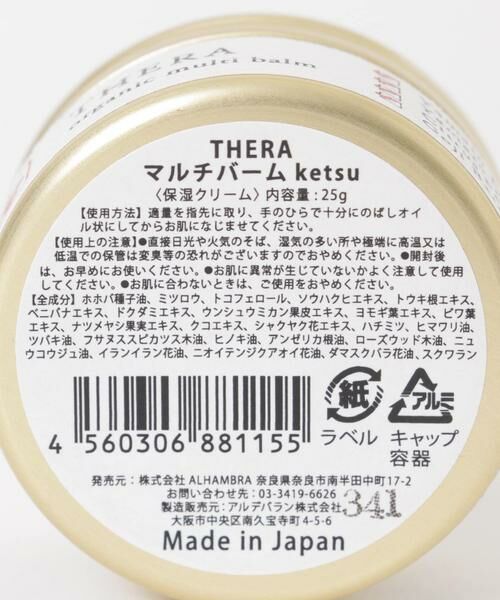 THERA
organic multi balm
THERA
マルチバーム ketsu
〈保湿クリーム〉内容量：25g
【使用方法】適量を指先に取り、手のひらで十分にのばしオイ
ル状にしてからお肌になじませてください。
【使用上の注意】●直接日光や火気のそば、湿気の多い所や極端に高温又は
低温での保管は変臭等の恐れがございますのでおやめください。●開封後
は、お早めにお使いください。●お肌に異常が生じていないかよく注意して使用
してください。●お肌に合わないときは、ご使用をおやめください。
【全成分】ホホバ種子油、ミツロウ、トコフェロール、ソウハクヒエキス、トウキ根エキス、
ベニバナエキス、ドクダミエキス、ウンシュウミカン果皮エキス、ヨモギ葉エキス、ビワ葉
エキス、ナツメヤシ果実エキス、クコエキス、シャクヤク花エキス、ハチミツ、ヒマワリ油、
ツバキ油、フサヌススピカツス木油、ヒノキ油、アンゼリカ根油、ローズウッド木油、ニュ
ウコウジュ油、イランイラン花油、ニオイテンジクアオイ花油、ダマスクバラ花油、スクワラン
4 560306 881155
紙
ラベル
アルミ
キャップ
容器
発売元：株式会社 ALHAMBRA 奈良県奈良市南半田中町17-2
お問い合わせ先：03-3419-6626
製造販売元：アルデバラン株式会社
341
大阪市中央区南久宝寺町4-5-6
Made in Japan